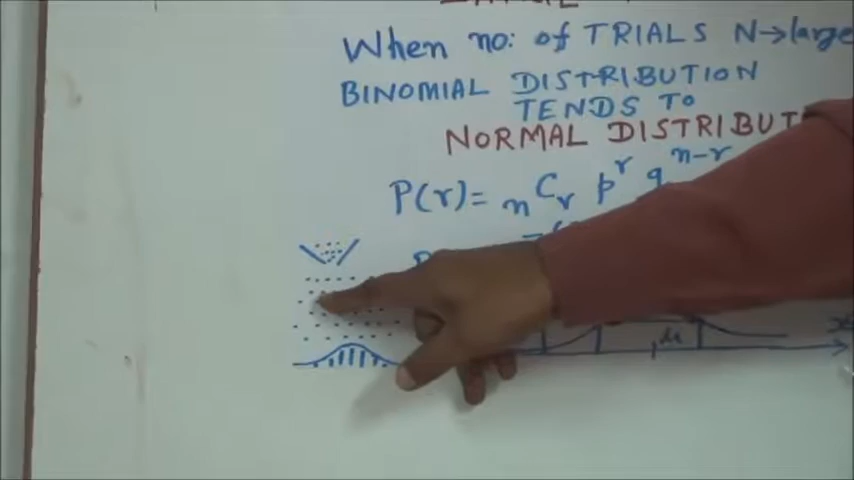 When no: of TRIALS N→large
BINOMIAL DISTRIBUTION
TENDS TO
NORMAL DISTRIBUT
P(r)= nCr p^r q^n-r
μ
x